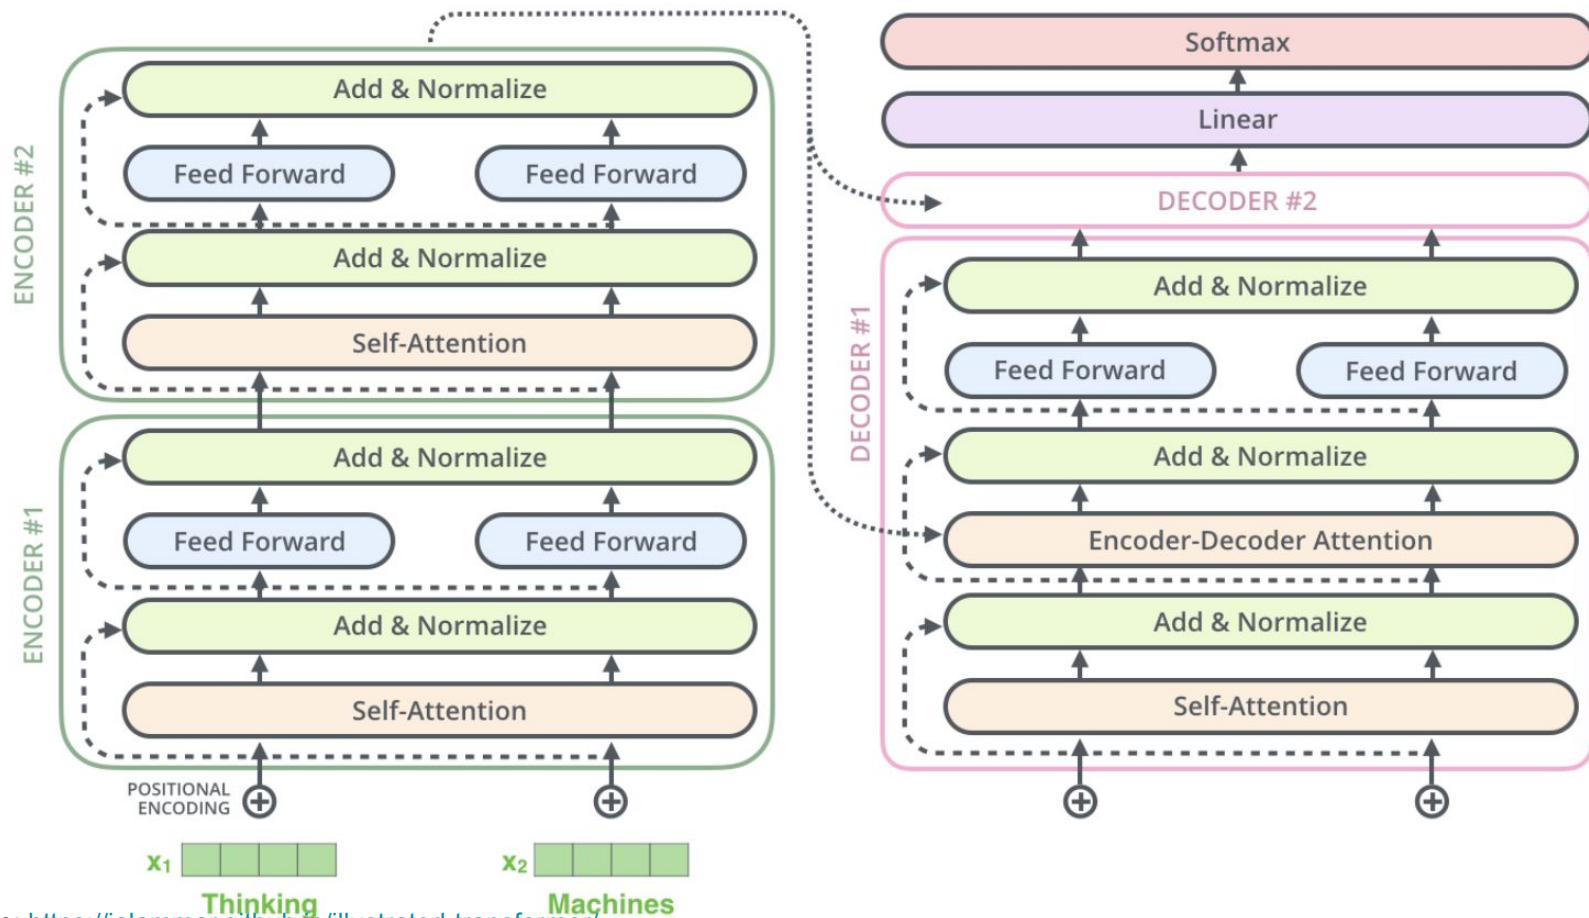 ENCODER #2
Add & Normalize
Feed Forward
Feed Forward
Add & Normalize
Self-Attention
ENCODER #1
Add & Normalize
Feed Forward
Feed Forward
Add & Normalize
Self-Attention
POSITIONAL
ENCODING
x1
x2
Thinking
Machines
Softmax
Linear
DECODER #2
DECODER #1
Add & Normalize
Feed Forward
Feed Forward
Add & Normalize
Encoder-Decoder Attention
Add & Normalize
Self-Attention